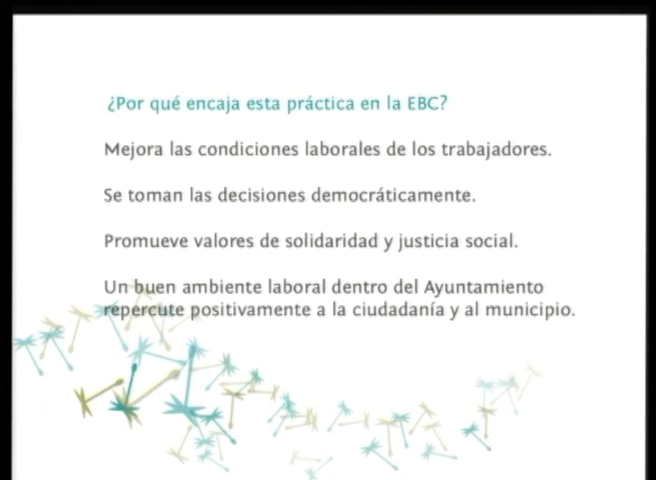 ¿Por qué encaja esta práctica en la EBC?
Mejora las condiciones laborales de los trabajadores.
Se toman las decisiones democráticamente.
Promueve valores de solidaridad y justicia social.
Un buen ambiente laboral dentro del Ayuntamiento
repercute positivamente a la ciudadanía y al municipio.